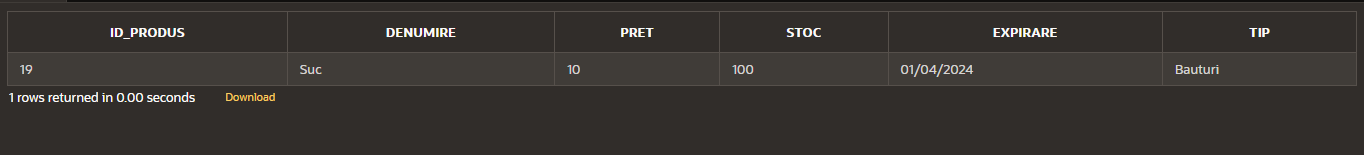 ID_PRODUS DENUMIRE PRET STOC EXPIRARE TIP
19 Suc 10 100 01/04/2024 Bauturi
1 rows returned in 0.00 seconds Download